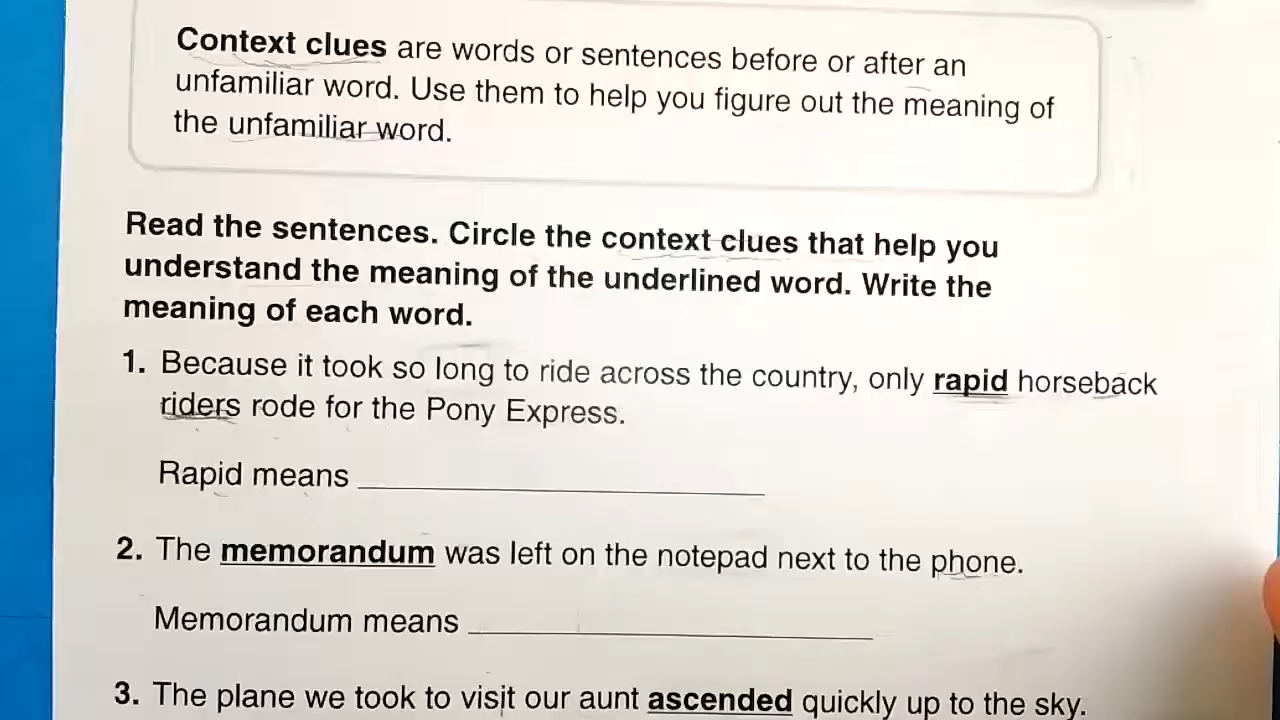 Context clues are words or sentences before or after an
unfamiliar word. Use them to help you figure out the meaning of
the unfamiliar word.
Read the sentences. Circle the context clues that help you
understand the meaning of the underlined word. Write the
meaning of each word.
1. Because it took so long to ride across the country, only rapid horseback
riders rode for the Pony Express.
Rapid means
2. The memorandum was left on the notepad next to the phone.
Memorandum means
3. The plane we took to visit our aunt ascended quickly up to the sky.